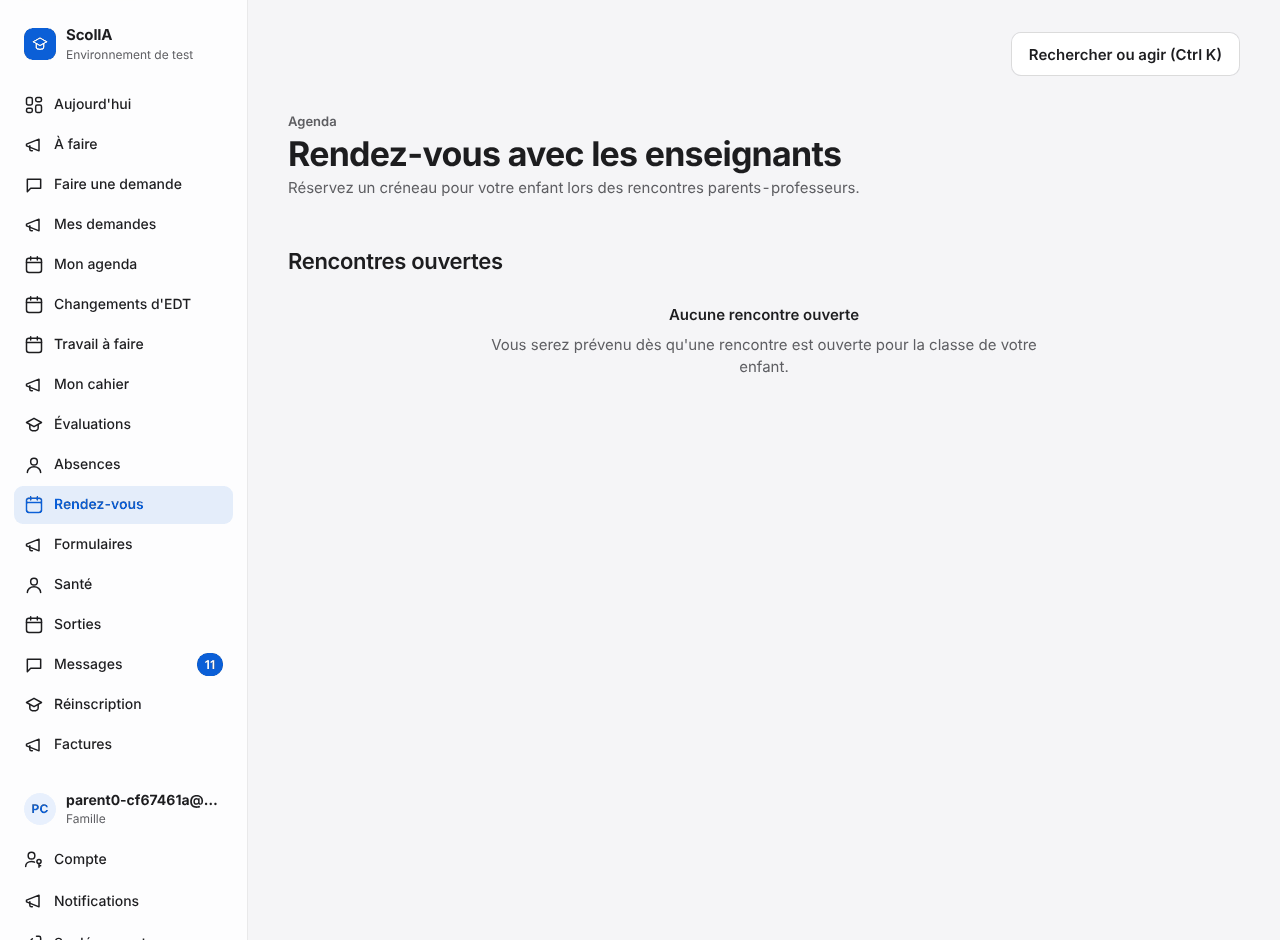 ScolIA
Environnement de test
Rechercher ou agir (Ctrl K)
Aujourd'hui
À faire
Faire une demande
Mes demandes
Mon agenda
Changements d'EDT
Travail à faire
Mon cahier
Évaluations
Absences
Rendez-vous
Formulaires
Santé
Sorties
Messages 11
Réinscription
Factures
PC
parent0-cf67461a@...
Famille
Compte
Notifications
Agenda
Rendez-vous avec les enseignants
Réservez un créneau pour votre enfant lors des rencontres parents-professeurs.
Rencontres ouvertes
Aucune rencontre ouverte
Vous serez prévenu dès qu'une rencontre est ouverte pour la classe de votre
enfant.